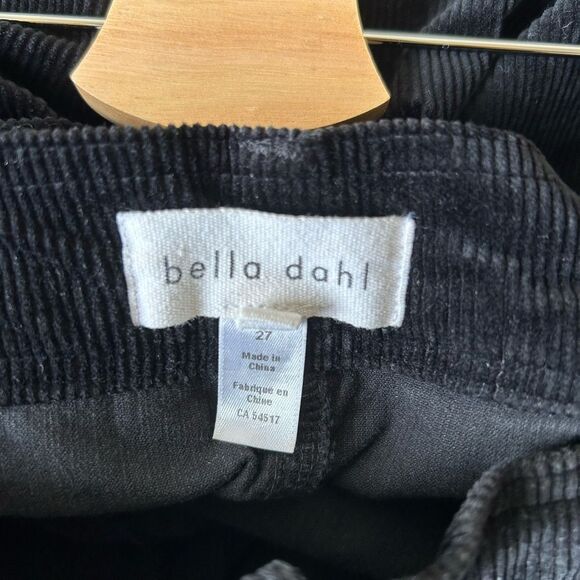 bella dahl
27
Made in
China
Fabriqué en
Chine
CA 54517